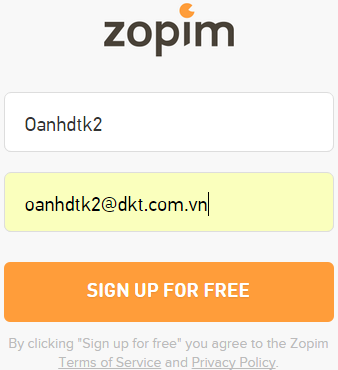 zopim
Oanhdtk2
oanhdtk2@dkt.com.vn
SIGN UP FOR FREE
By clicking "Sign up for free" you agree to the Zopim
Terms of Service and Privacy Policy.